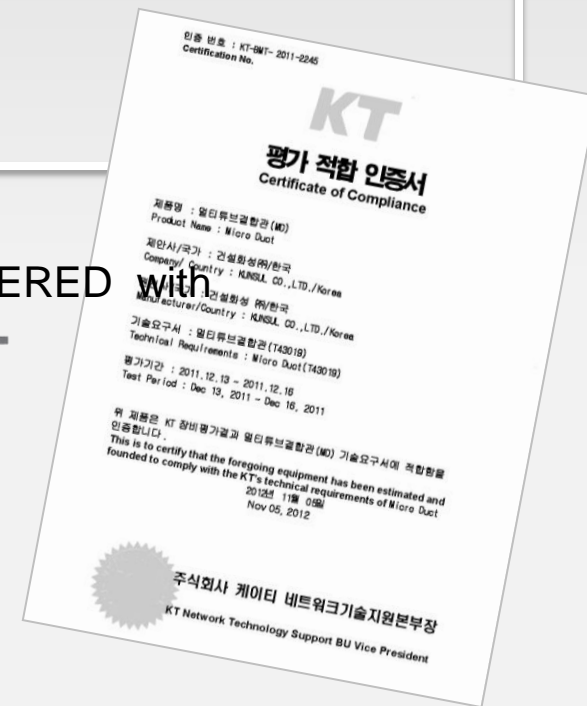 인증 번호 : KT-BMT- 2011-2245
Certification No.
KT
평가 적합 인증서
Certificate of Compliance
제품명 : 멀티튜브결합관(MD)
Product Name : Micro Duct
제안사/국가 : 건설화성㈜/한국
Company/ Country : KUNSUL CO.,LTD./Korea
ERED with
건설화성 ㈜/한국
Manufacturer/Country : KUNSUL CO.,LTD./Korea
기술요구서 : 멀티튜브결합관(T43019)
Technical Requirements : Micro Duct(T43019)
평가기간 : 2011.12.13 - 2011.12.16
Test Period : Dec 13, 2011 - Dec 16, 2011
위 제품은 KT 장비평가결과 멀티튜브결합관(MD) 기술요구서에 적합함을
인증합니다.
This is to certify that the foregoing equipment has been estimated and
founded to comply with the KT's technical requirements of Micro Duct
2012년 11월 05일
Nov 05, 2012
주식회사 케이티 네트워크기술지원본부장
KT Network Technology Support BU Vice President